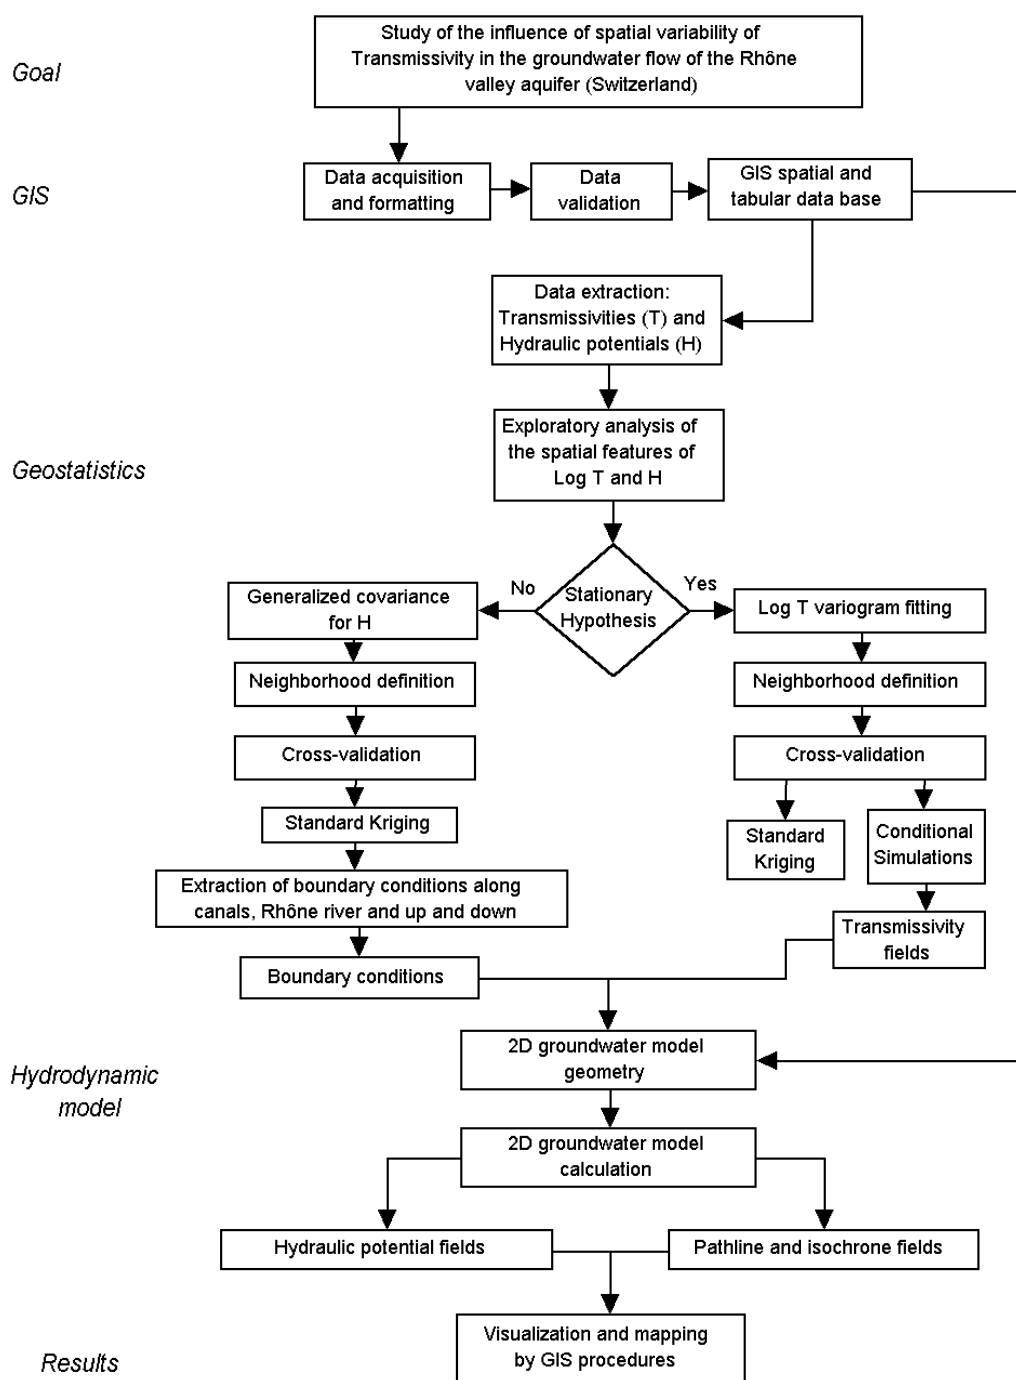 Goal
Study of the influence of spatial variability of
Transmissivity in the groundwater flow of the Rhône
valley aquifer (Switzerland)
GIS
Data acquisition
and formatting
Data
validation
GIS spatial and
tabular data base
Data extraction:
Transmissivities (T) and
Hydraulic potentials (H)
Geostatistics
Exploratory analysis of
the spatial features of
Log T and H
Stationary
Hypothesis
No
Yes
Generalized covariance
for H
Neighborhood definition
Cross-validation
Standard Kriging
Extraction of boundary conditions along
canals, Rhône river and up and down
Boundary conditions
Log T variogram fitting
Neighborhood definition
Cross-validation
Standard
Kriging
Conditional
Simulations
Transmissivity
fields
Hydrodynamic
model
2D groundwater model
geometry
2D groundwater model
calculation
Hydraulic potential fields
Pathline and isochrone fields
Results
Visualization and mapping
by GIS procedures